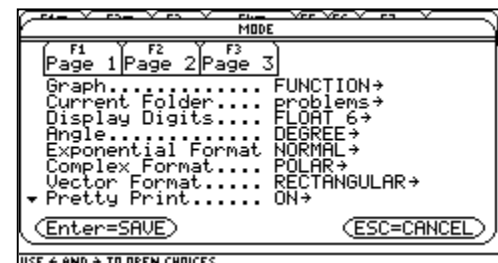 MODE
F1 F2 F3
Page 1 Page 2 Page 3
Graph............. FUNCTION→
Current Folder.... problems→
Display Digits.... FLOAT 6→
Angle............. DEGREE→
Exponential Format NORMAL→
Complex Format.... POLAR→
Vector Format..... RECTANGULAR→
▾ Pretty Print...... ON→
Enter=SAVE ESC=CANCEL
USE ← AND → TO OPEN CHOICES